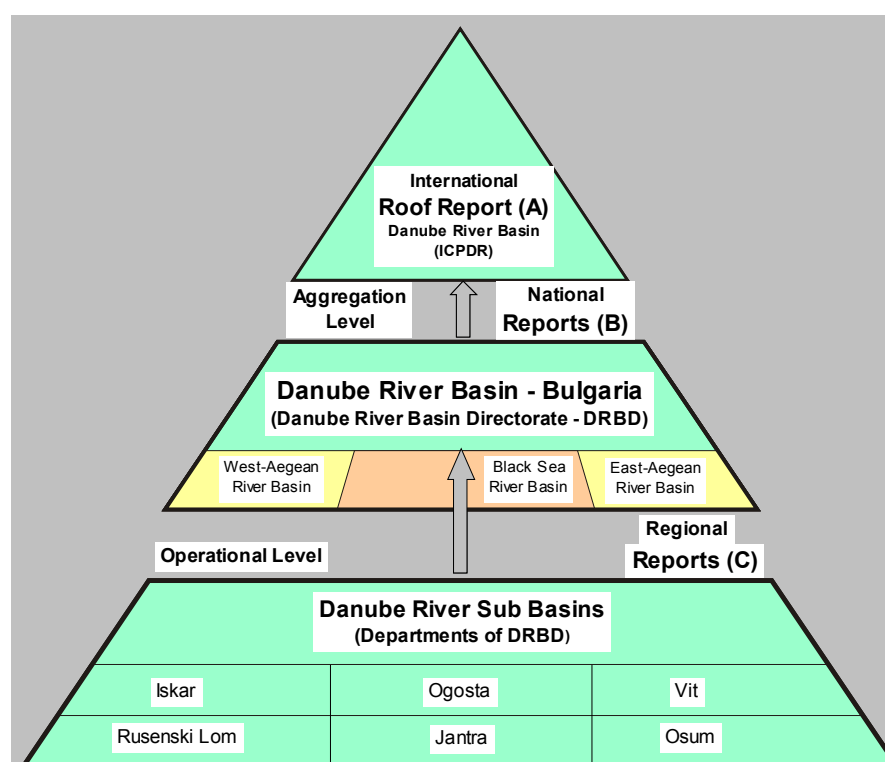 International
Roof Report (A)
Danube River Basin
(ICPDR)
Aggregation
Level
National
Reports (B)
Danube River Basin - Bulgaria
(Danube River Basin Directorate - DRBD)
West-Aegean
River Basin
Black Sea
River Basin
East-Aegean
River Basin
Operational Level
Regional
Reports (C)
Danube River Sub Basins
(Departments of DRBD)
Iskar
Ogosta
Vit
Rusenski Lom
Jantra
Osum